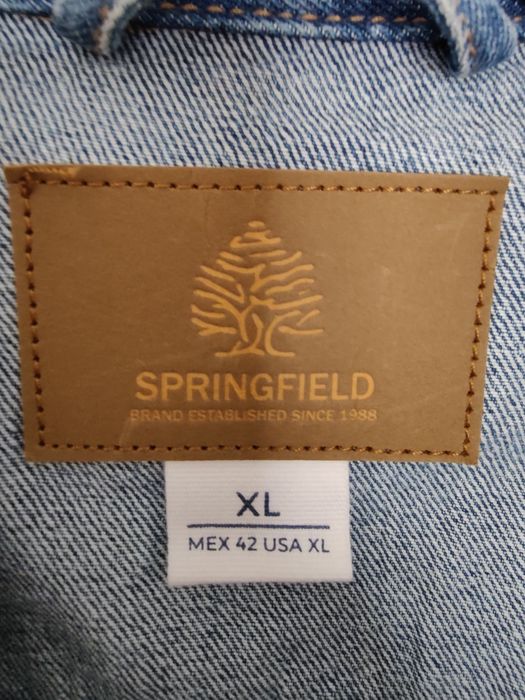 SPRINGFIELD
BRAND ESTABLISHED SINCE 1988
XL
MEX 42 USA XL